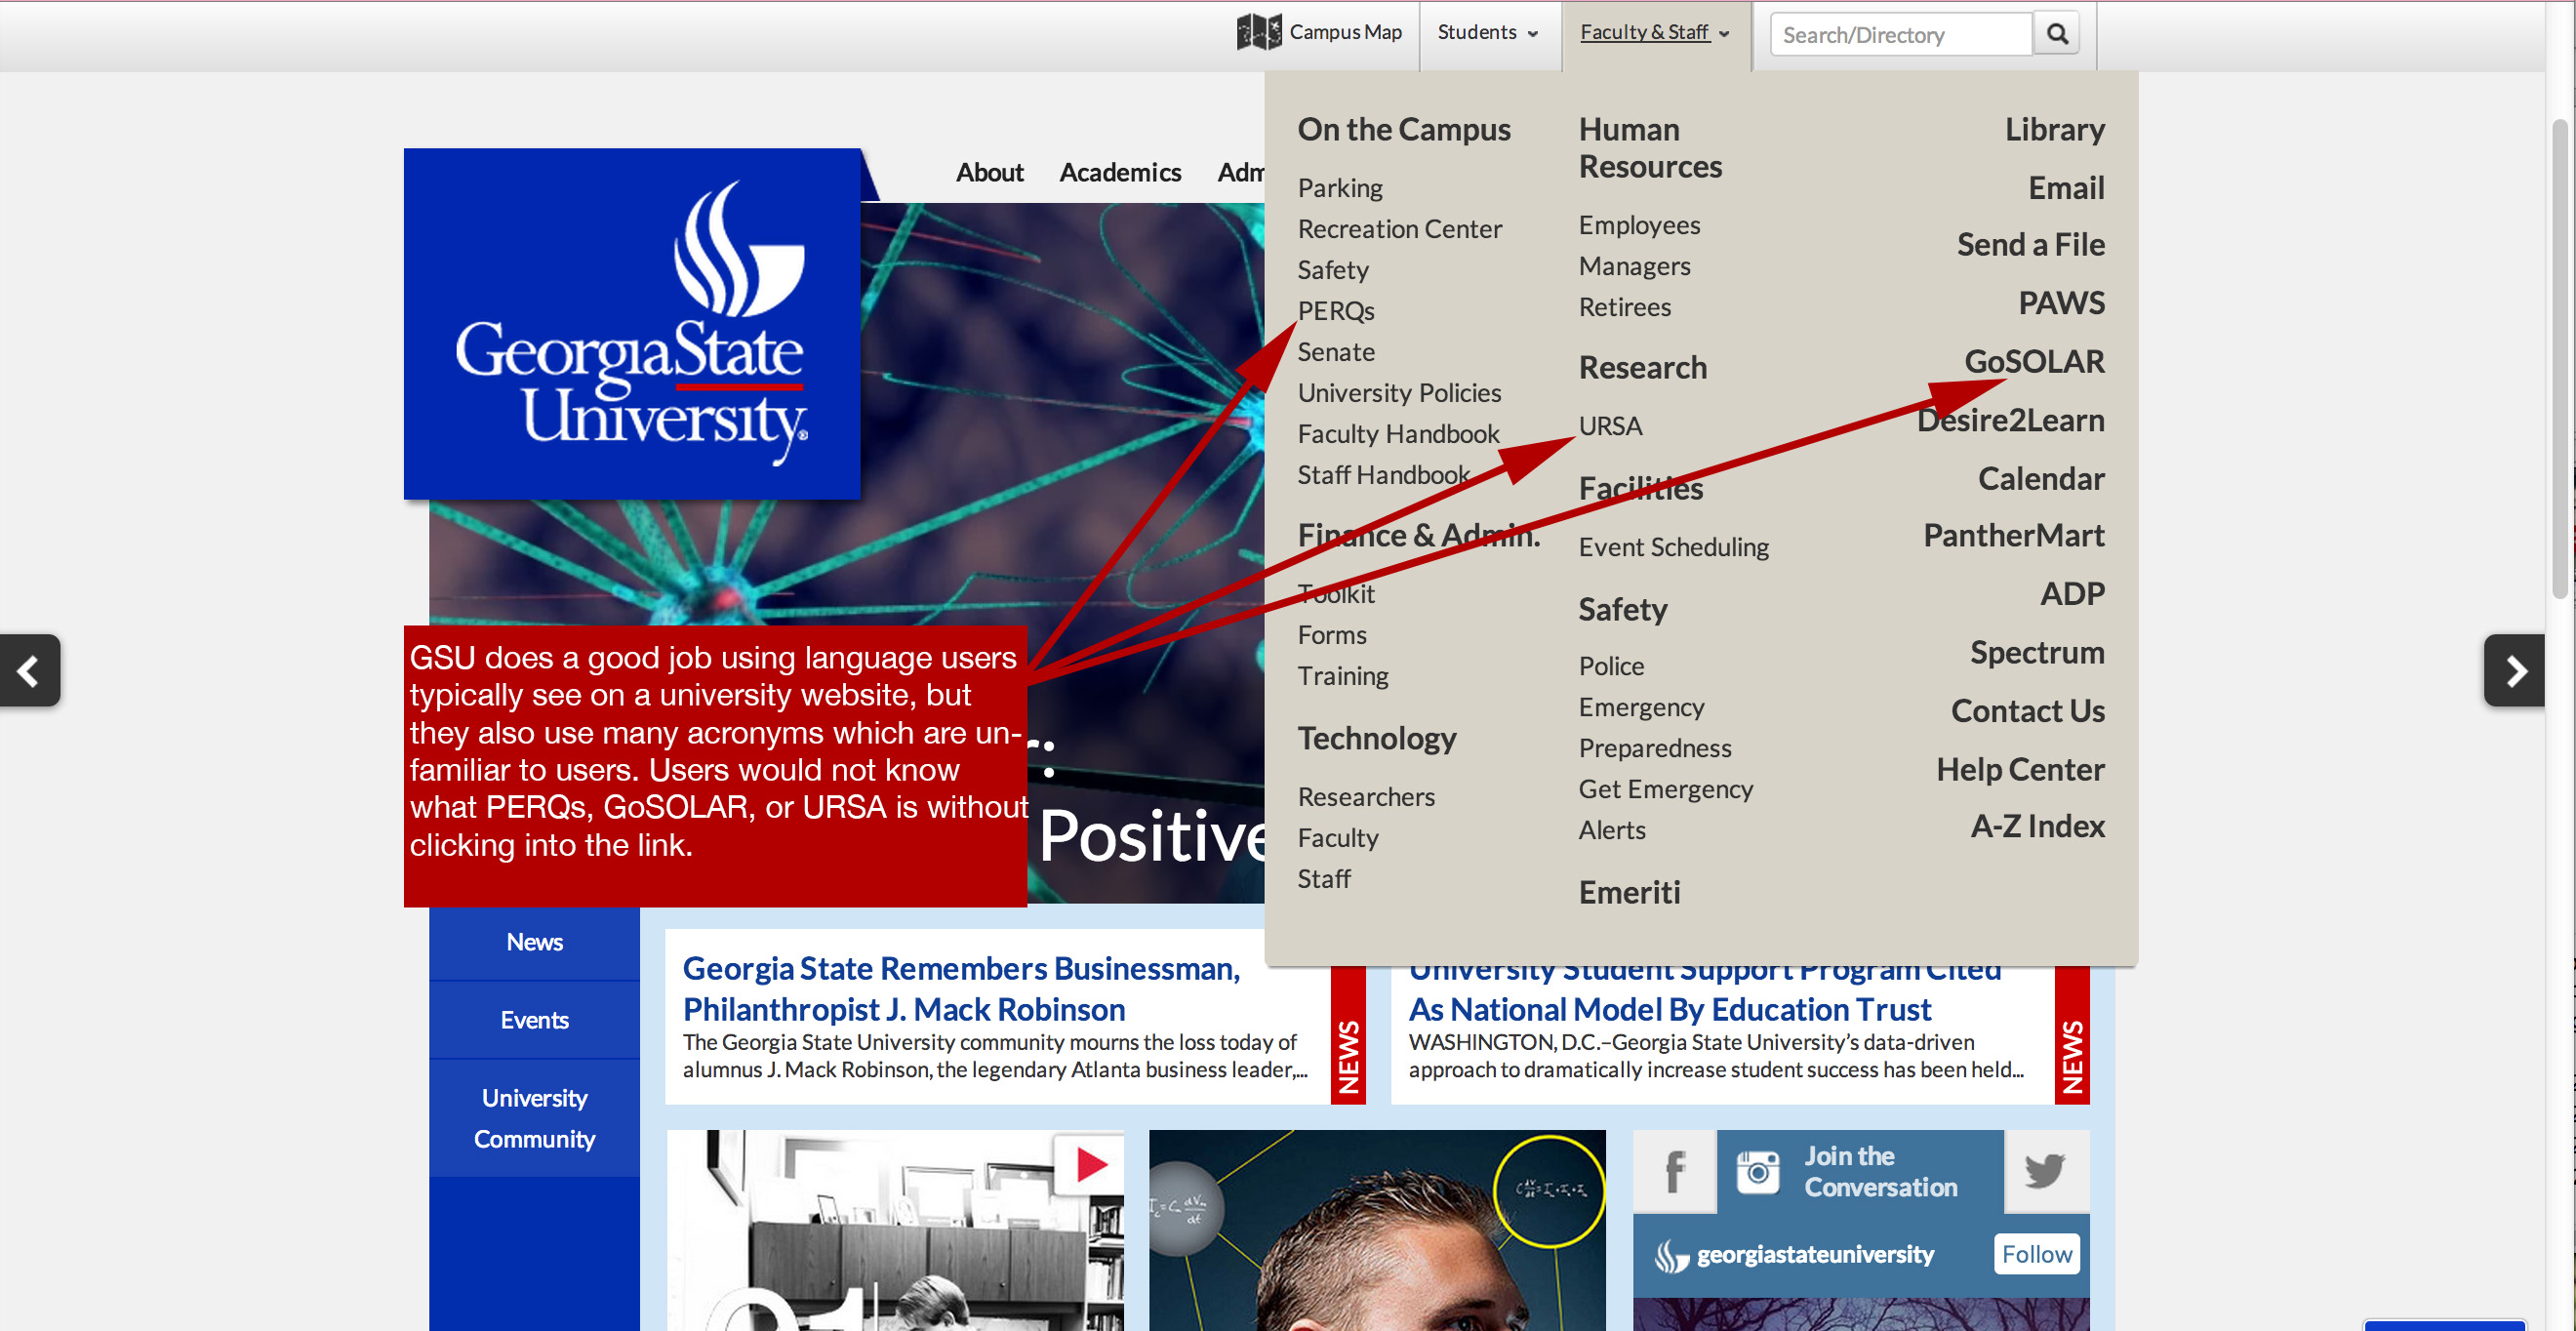 Campus Map
Students
Faculty & Staff
Search/Directory
About Academics
On the Campus
Parking
Recreation Center
Safety
PERQs
Senate
University Policies
Faculty Handbook
Staff Handbook
Finance & Admin.
Toolkit
Forms
Training
Technology
Researchers
Faculty
Staff
Human
Resources
Employees
Managers
Retirees
Research
URSA
Facilities
Event Scheduling
Safety
Police
Emergency
Preparedness
Get Emergency
Alerts
Emeriti
Library
Email
Send a File
PAWS
GoSOLAR
Desire2Learn
Calendar
PantherMart
ADP
Spectrum
Contact Us
Help Center
A-Z Index
GeorgiaState
University®
GSU does a good job using language users
typically see on a university website, but
they also use many acronyms which are un-
familiar to users. Users would not know
what PERQs, GoSOLAR, or URSA is without
clicking into the link.
Positive
News
Events
University
Community
Georgia State Remembers Businessman,
Philanthropist J. Mack Robinson
The Georgia State University community mourns the loss today of
alumnus J. Mack Robinson, the legendary Atlanta business leader,...
NEWS
University Student Support Program Cited
As National Model By Education Trust
WASHINGTON, D.C.–Georgia State University's data-driven
approach to dramatically increase student success has been held...
NEWS
Join the
Conversation
georgiastateuniversity
Follow